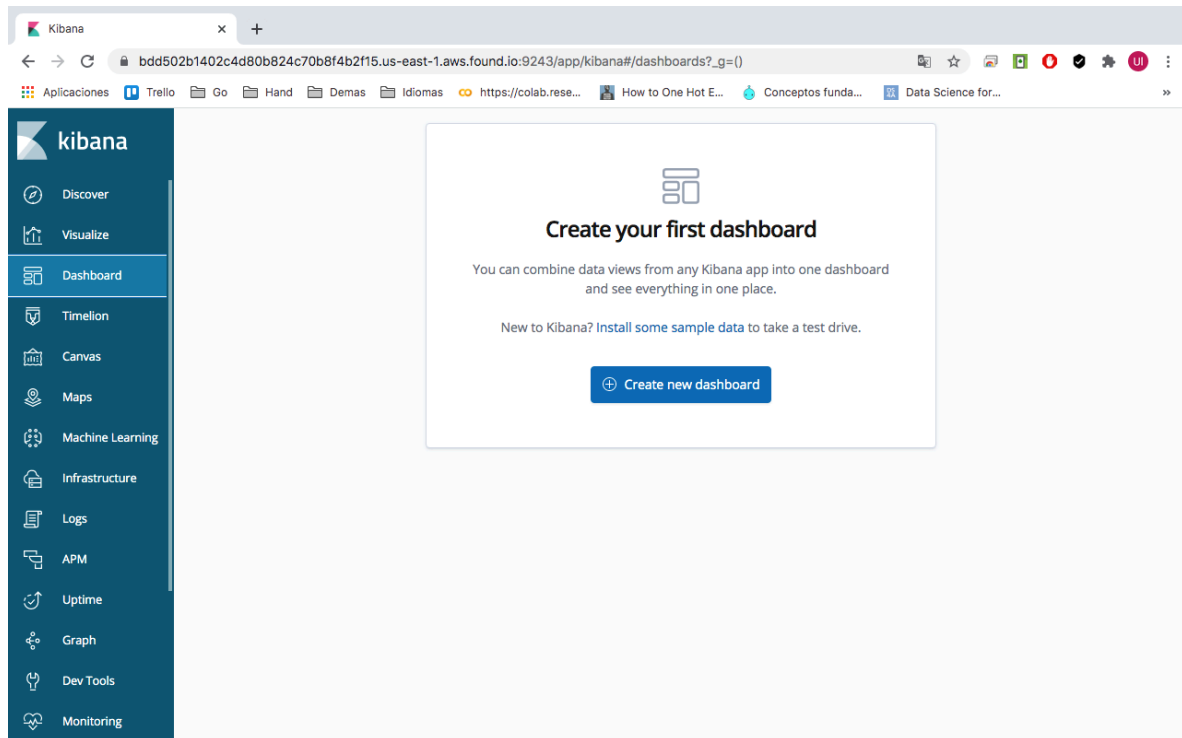 Kibana
bdd502b1402c4d80b824c70b8f4b2f15.us-east-1.aws.found.io:9243/app/kibana#/dashboards?_g=()
UI
Aplicaciones Trello Go Hand Demas Idiomas https://colab.rese... How to One Hot E... Conceptos funda... Data Science for... »
kibana
Discover
Visualize
Dashboard
Timelion
Canvas
Maps
Machine Learning
Infrastructure
Logs
APM
Uptime
Graph
Dev Tools
Monitoring
Create your first dashboard
You can combine data views from any Kibana app into one dashboard
and see everything in one place.
New to Kibana? Install some sample data to take a test drive.
Create new dashboard